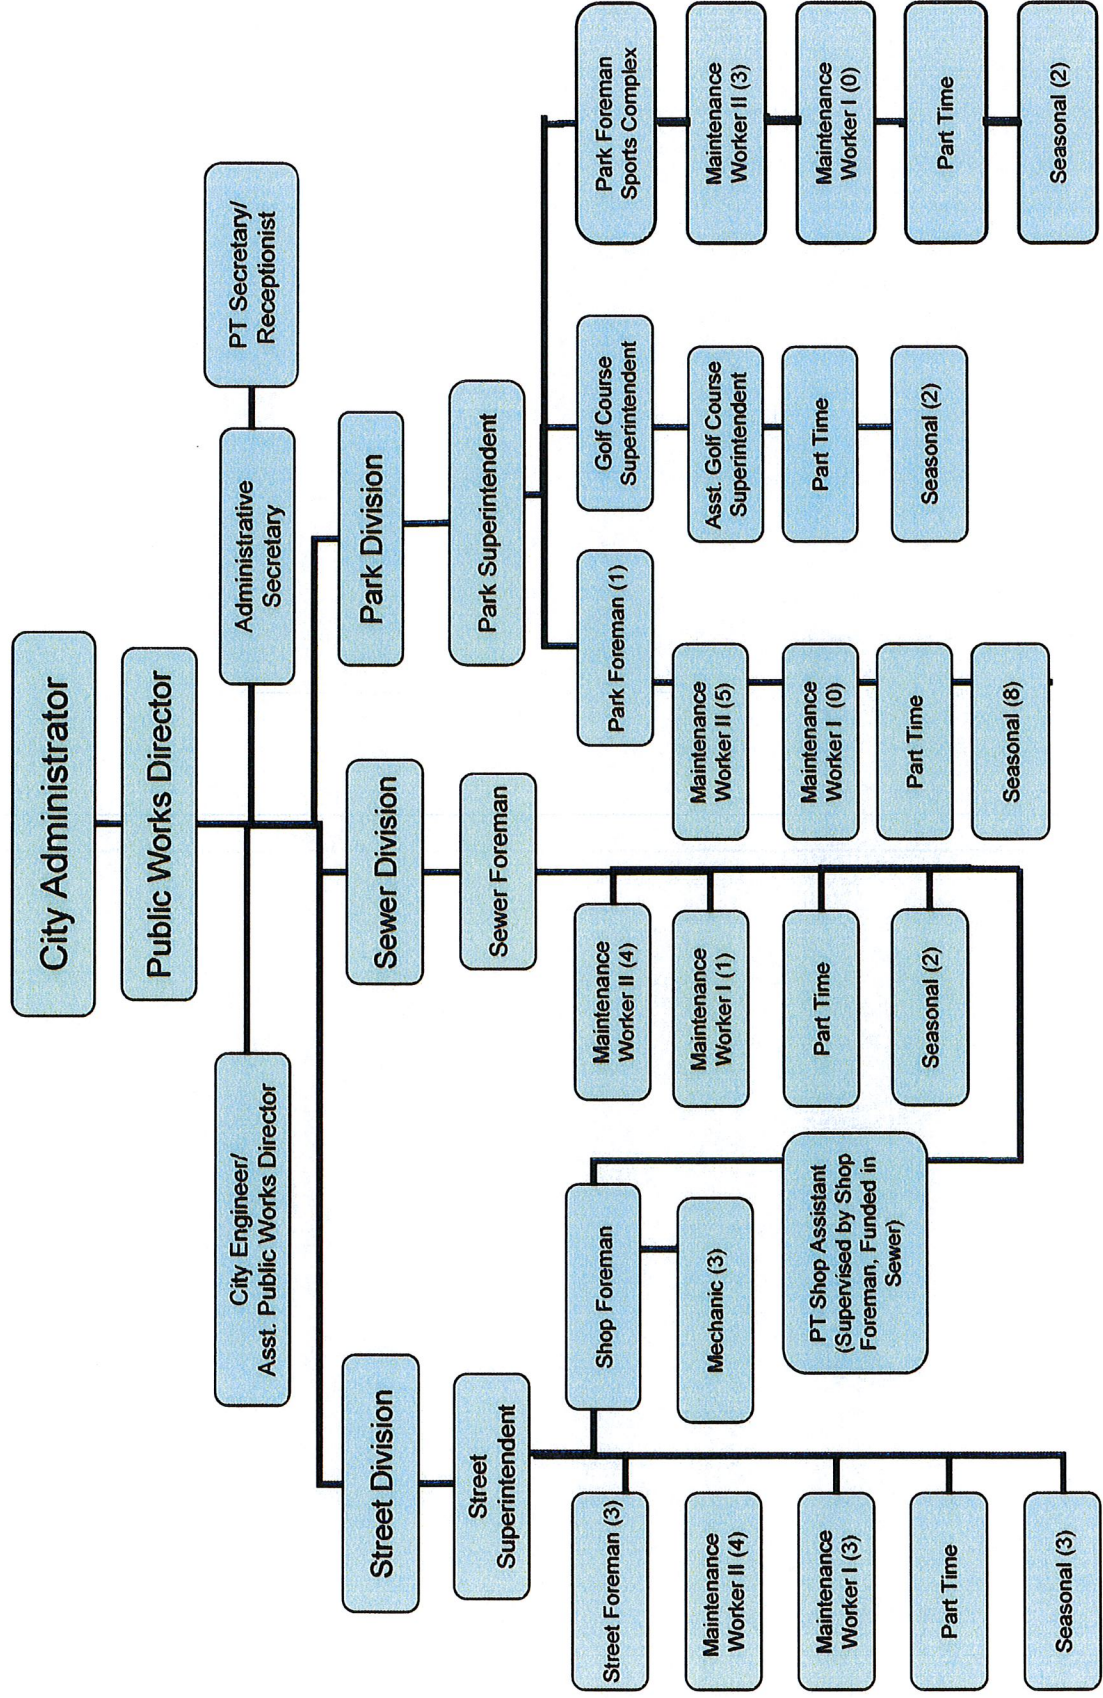 City Administrator
Public Works Director
City Engineer/
Asst. Public Works Director
Administrative
Secretary
PT Secretary/
Receptionist
Street Division
Sewer Division
Park Division
Street
Superintendent
Sewer Foreman
Park Superintendent
Street Foreman (3)
Maintenance
Worker II (4)
Maintenance
Worker I (3)
Part Time
Seasonal (3)
Shop Foreman
Mechanic (3)
PT Shop Assistant
(Supervised by Shop
Foreman, Funded in
Sewer)
Maintenance
Worker II (4)
Maintenance
Worker I (1)
Part Time
Seasonal (2)
Park Foreman (1)
Maintenance
Worker II (5)
Maintenance
Worker I (0)
Part Time
Seasonal (8)
Golf Course
Superintendent
Asst. Golf Course
Superintendent
Part Time
Seasonal (2)
Park Foreman
Sports Complex
Maintenance
Worker II (3)
Maintenance
Worker I (0)
Part Time
Seasonal (2)